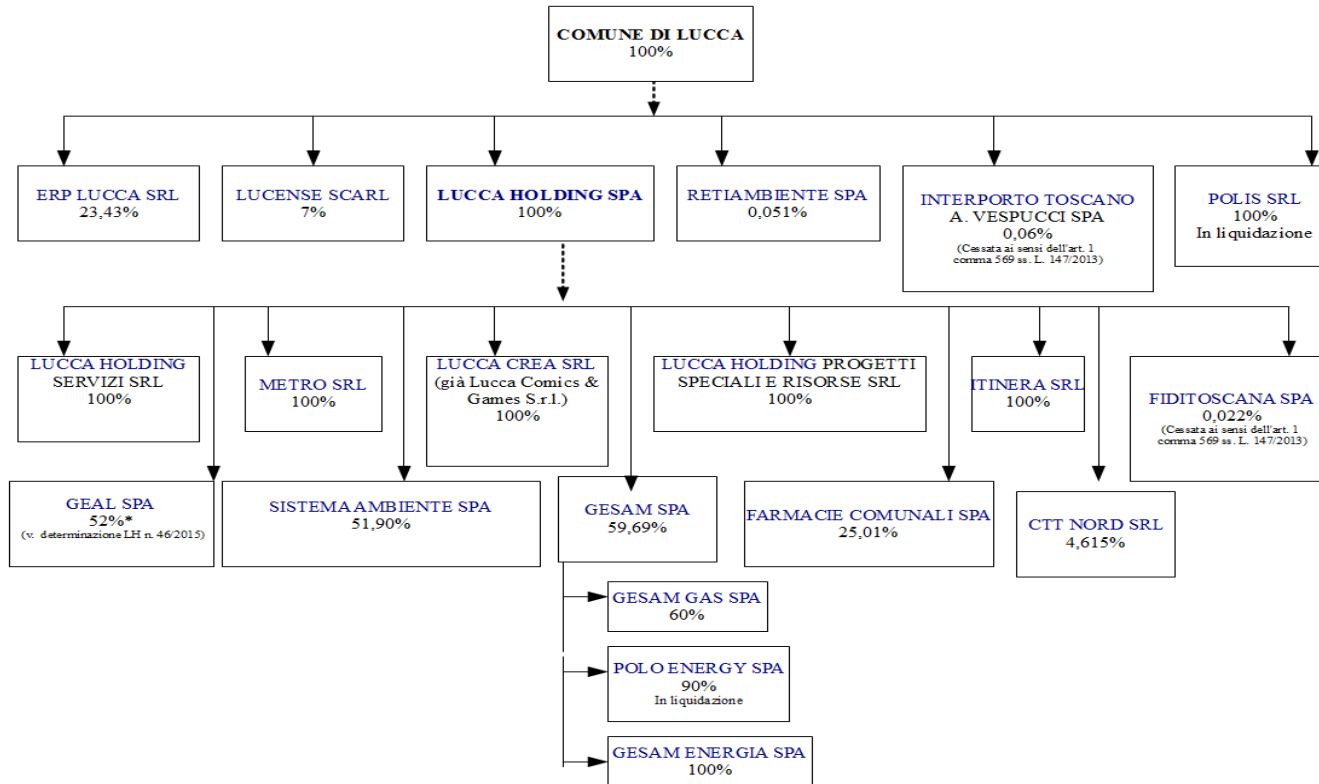 COMUNE DI LUCCA
100%
ERP LUCCA SRL
23,43%
LUCENSE SCARL
7%
LUCCA HOLDING SPA
100%
RETIAMBIENTE SPA
0,051%
INTERPORTO TOSCANO
A. VESPUCCI SPA
0,06%
(Cessata ai sensi dell'art. 1
comma 569 ss. L. 147/2013)
POLIS SRL
100%
In liquidazione
LUCCA HOLDING
SERVIZI SRL
100%
METRO SRL
100%
LUCCA CREA SRL
(già Lucca Comics &
Games S.r.l.)
100%
LUCCA HOLDING PROGETTI
SPECIALI E RISORSE SRL
100%
ITINERA SRL
100%
FIDITOSCANA SPA
0,022%
(Cessata ai sensi dell'art. 1
comma 569 ss. L. 147/2013)
GEAL SPA
52%*
(v. determinazione LH n. 46/2015)
SISTEMA AMBIENTE SPA
51,90%
GESAM SPA
59,69%
FARMACIE COMUNALI SPA
25,01%
CTT NORD SRL
4,615%
GESAM GAS SPA
60%
POLO ENERGY SPA
90%
In liquidazione
GESAM ENERGIA SPA
100%